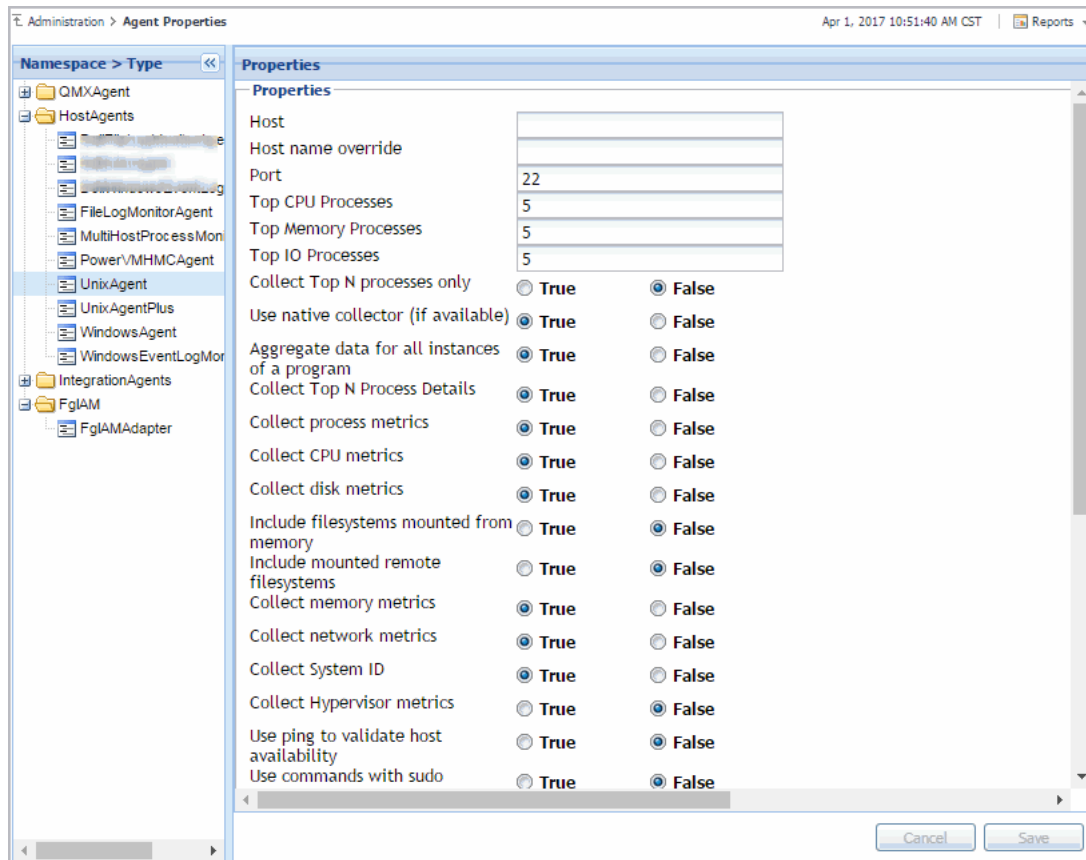 Administration > Agent Properties
Apr 1, 2017 10:51:40 AM CST
Reports
Namespace > Type
QMXAgent
HostAgents
FileLogMonitorAgent
MultiHostProcessMoni
PowerVMHMCAgent
UnixAgent
UnixAgentPlus
WindowsAgent
WindowsEventLogMor
IntegrationAgents
FglAM
FglAMAdapter
Properties
Properties
Host
Host name override
Port 22
Top CPU Processes 5
Top Memory Processes 5
Top IO Processes 5
Collect Top N processes only True False
Use native collector (if available) True False
Aggregate data for all instances
of a program True False
Collect Top N Process Details True False
Collect process metrics True False
Collect CPU metrics True False
Collect disk metrics True False
Include filesystems mounted from
memory True False
Include mounted remote
filesystems True False
Collect memory metrics True False
Collect network metrics True False
Collect System ID True False
Collect Hypervisor metrics True False
Use ping to validate host
availability True False
Use commands with sudo True False
Cancel Save